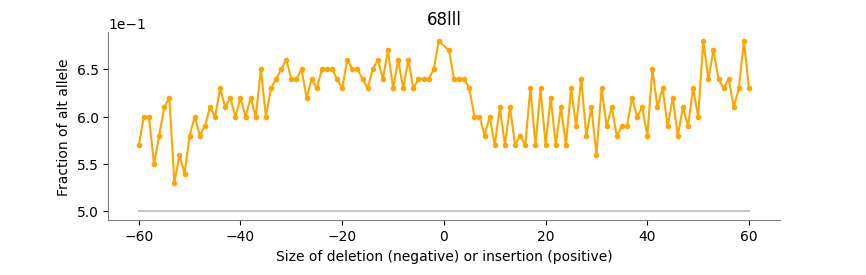 68lll
1e−1
Fraction of alt allele
6.5
6.0
5.5
5.0
−60
−40
−20
0
20
40
60
Size of deletion (negative) or insertion (positive)